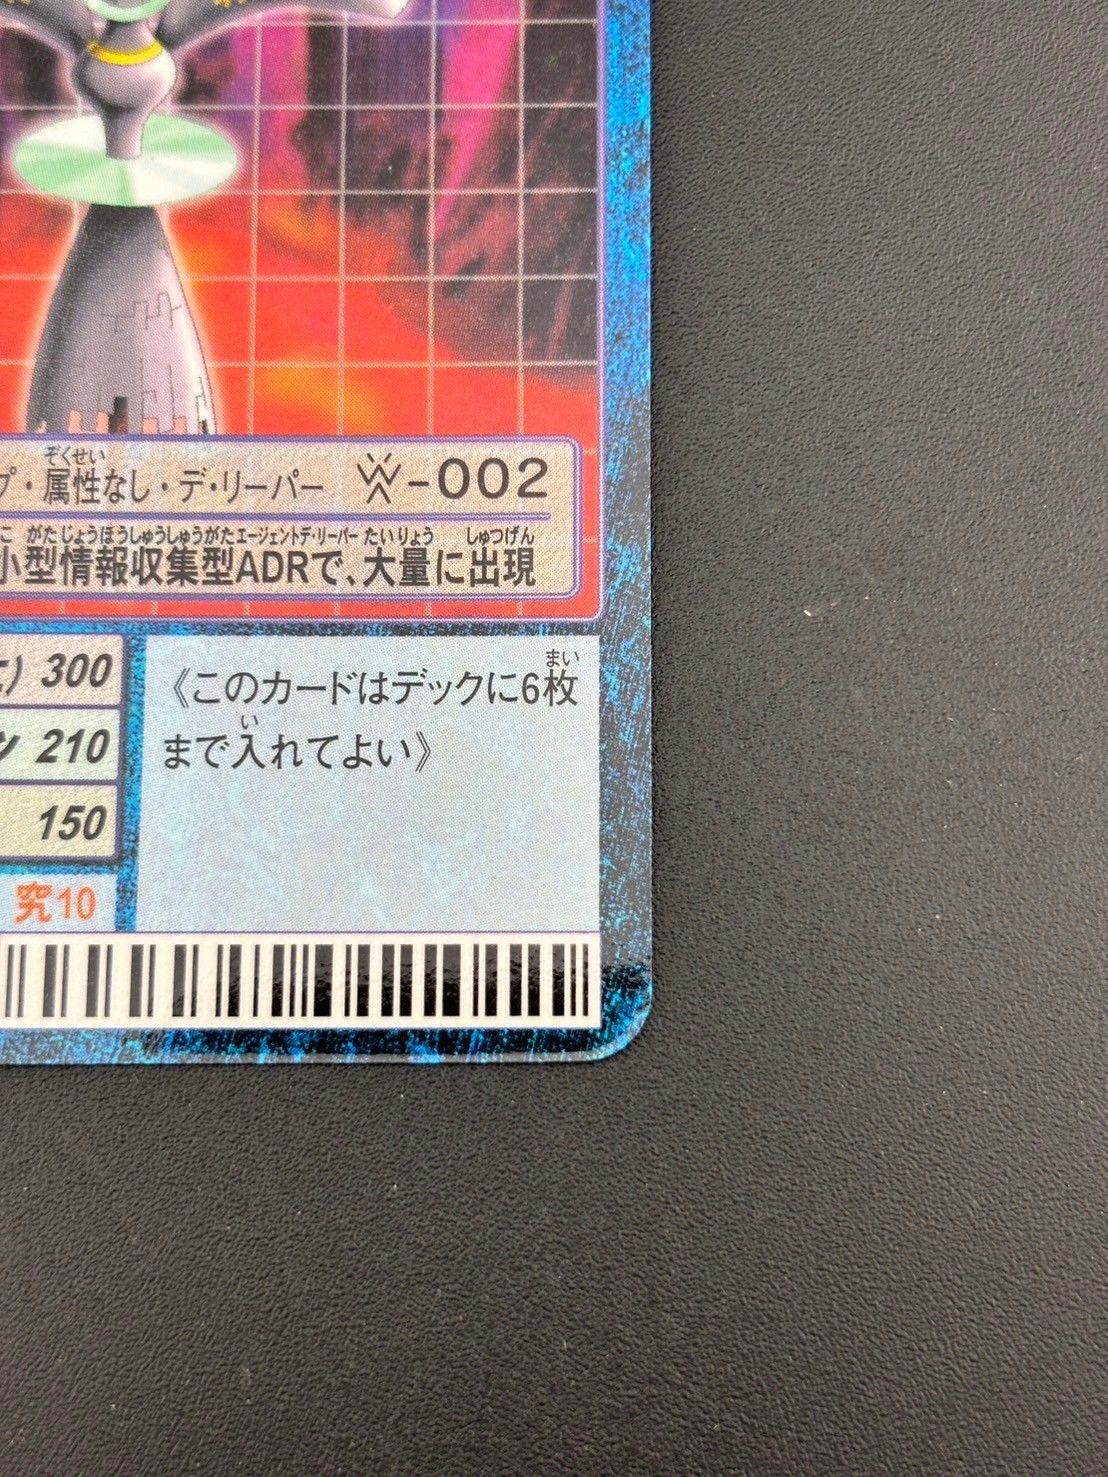 プ・属性なし・デ・リーパー W-002
ぞくせい
こ がたじょうほうしゅうしゅうがたエージェントデ・リーパー たいりょう しゅつげん
小型情報収集型ADRで、大量に出現
300
210
150
究10
まい
《このカードはデックに6枚
い
まで入れてよい》